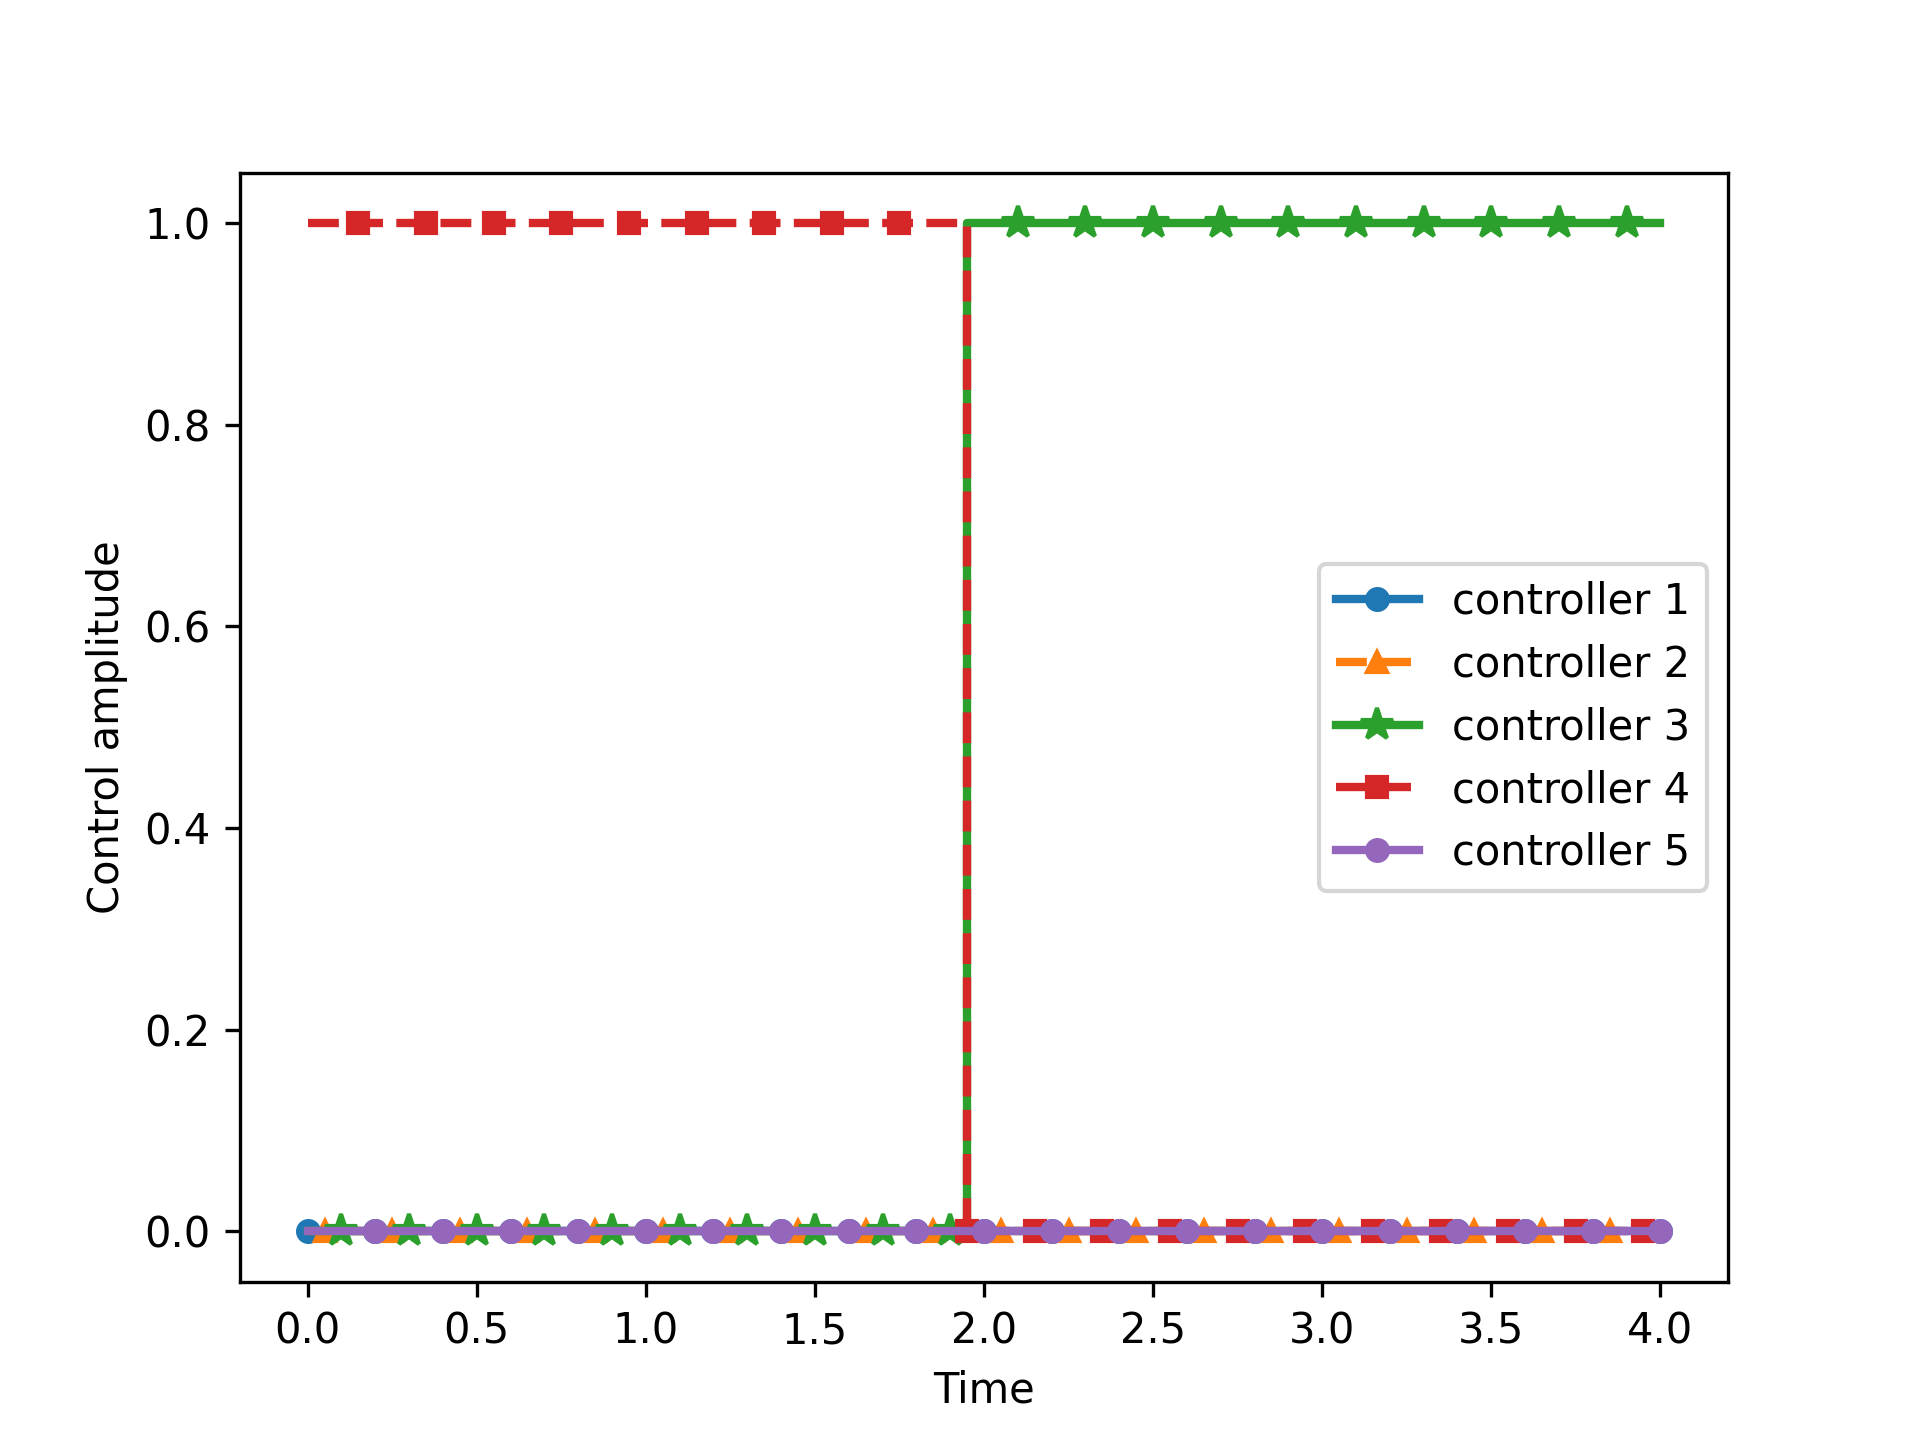 1.0
0.8
0.6
0.4
0.2
0.0
Control amplitude
controller 1
controller 2
controller 3
controller 4
controller 5
0.0 0.5 1.0 1.5 2.0 2.5 3.0 3.5 4.0
Time